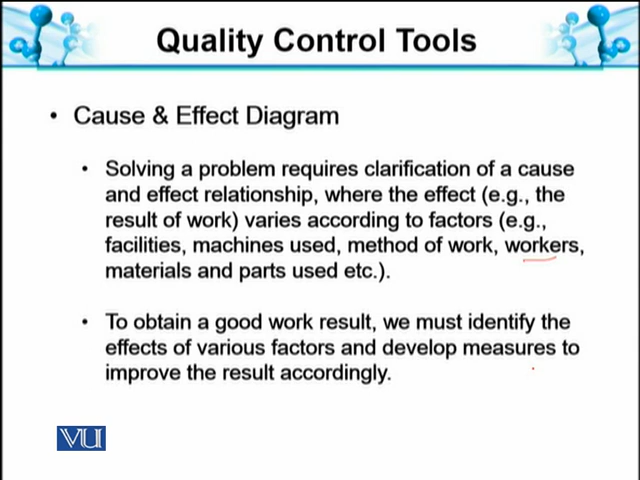 Quality Control Tools
• Cause & Effect Diagram
• Solving a problem requires clarification of a cause
and effect relationship, where the effect (e.g., the
result of work) varies according to factors (e.g.,
facilities, machines used, method of work, workers,
materials and parts used etc.).
• To obtain a good work result, we must identify the
effects of various factors and develop measures to
improve the result accordingly.
VU